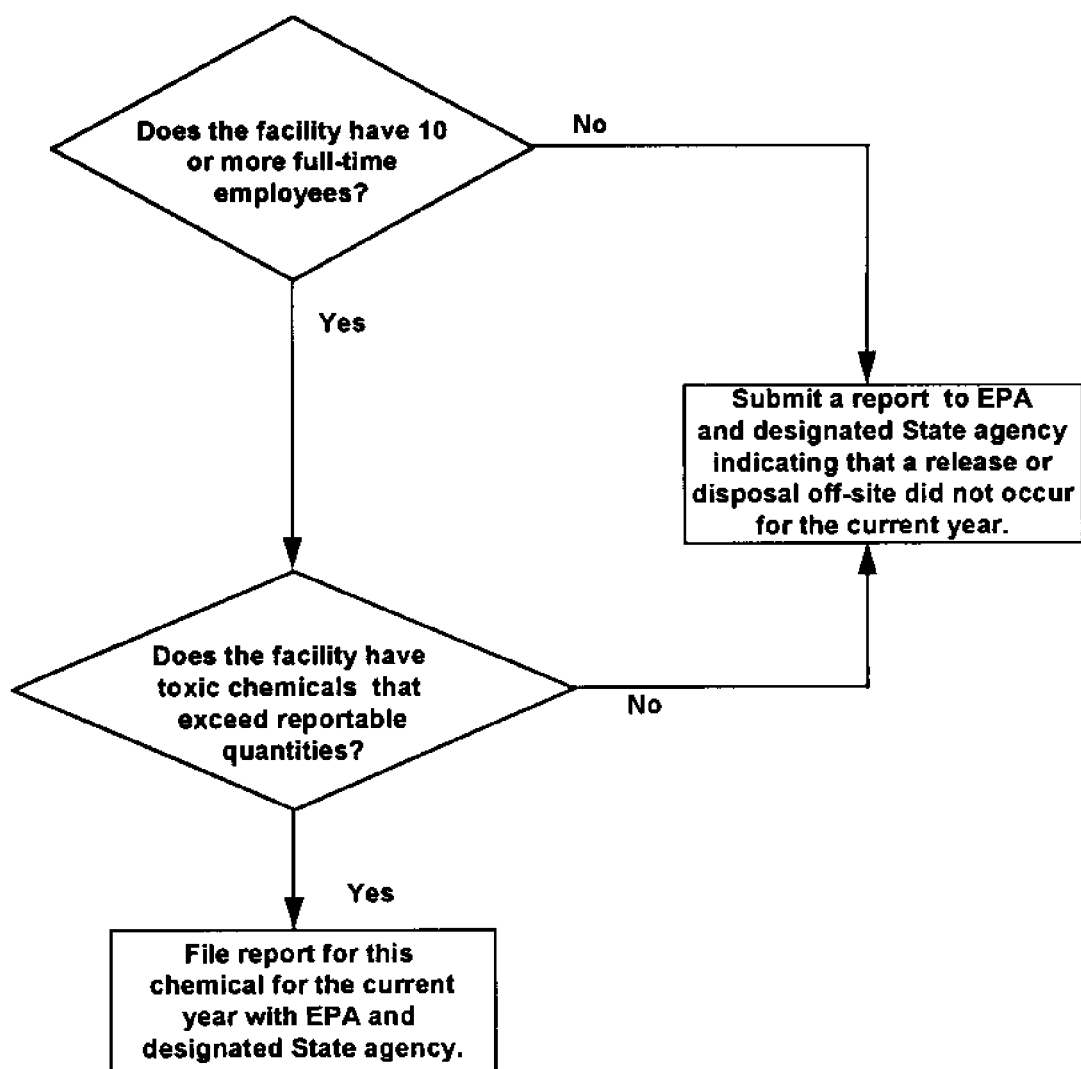 Does the facility have 10
or more full-time
employees?
No
Yes
Submit a report to EPA
and designated State agency
indicating that a release or
disposal off-site did not occur
for the current year.
Does the facility have
toxic chemicals that
exceed reportable
quantities?
No
Yes
File report for this
chemical for the current
year with EPA and
designated State agency.